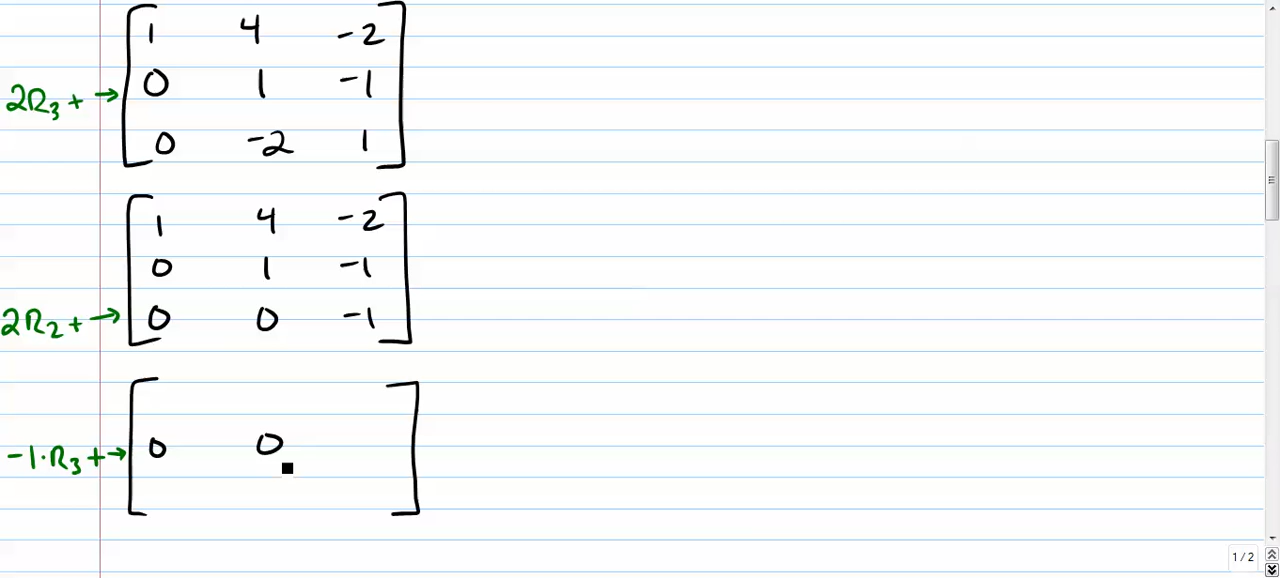 1 4 -2
2R3 + → 0 1 -1
0 -2 1
1 4 -2
0 1 -1
2R2 + → 0 0 -1
-1·R3 + → 0 0
1 / 2